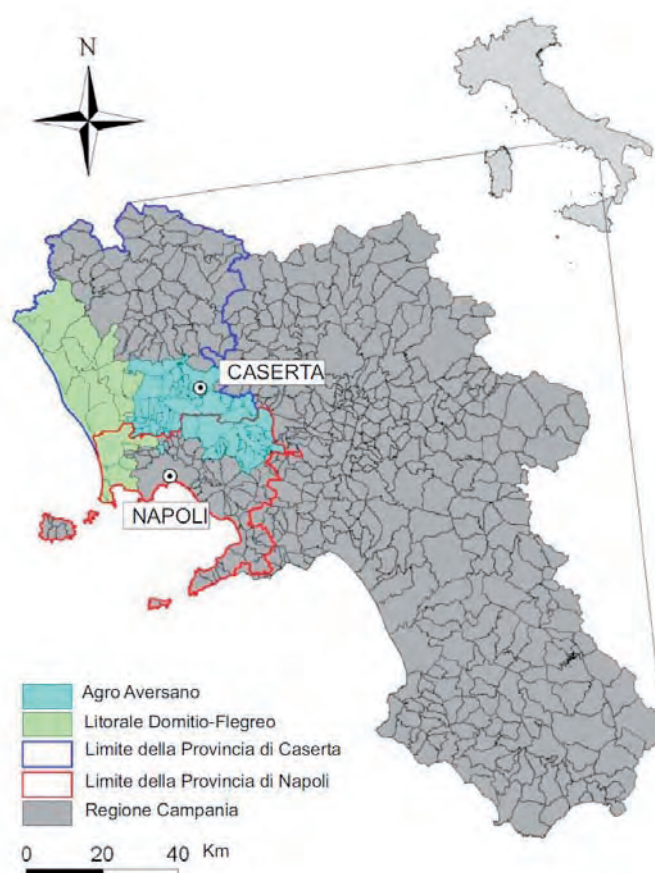 N
CASERTA
NAPOLI
Agro Aversano
Litorale Domitio-Flegreo
Limite della Provincia di Caserta
Limite della Provincia di Napoli
Regione Campania
0 20 40 Km